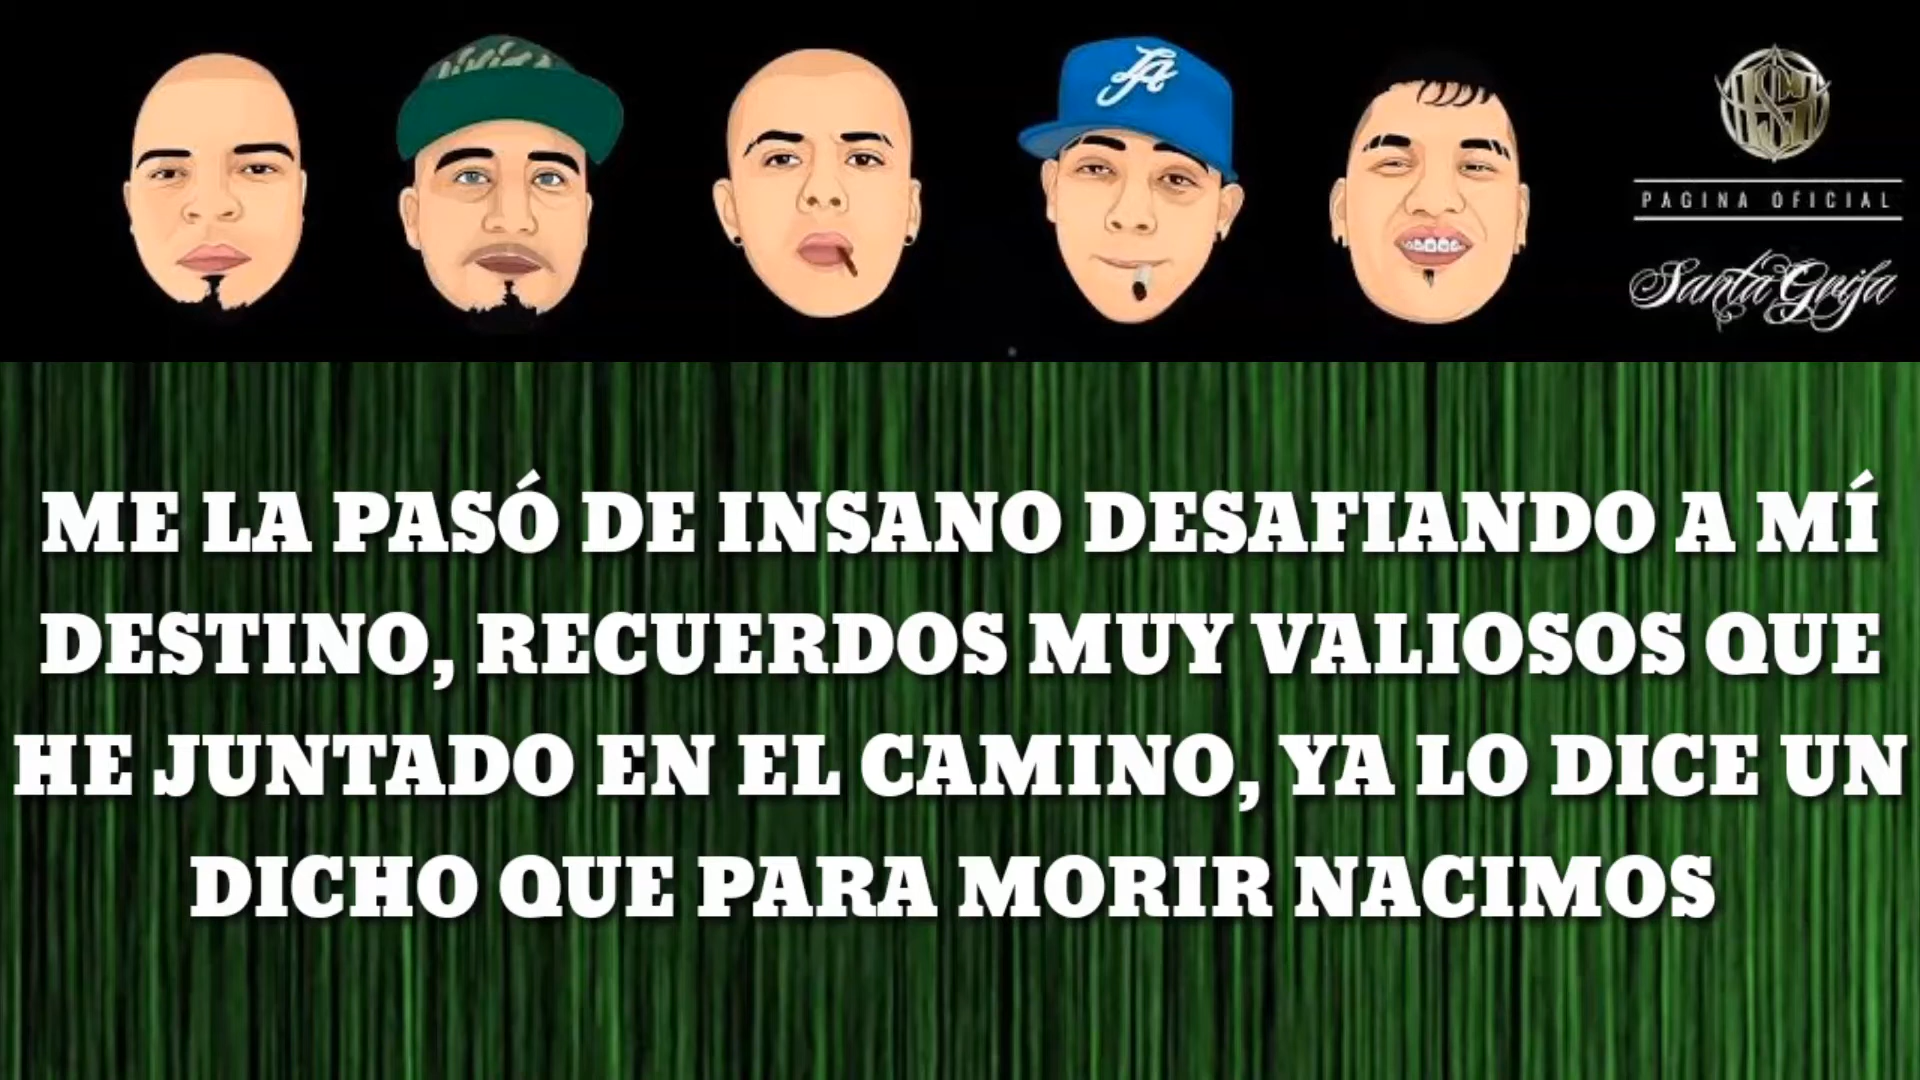 LA
PAGINA OFICIAL
Santa Grifa
ME LA PASÓ DE INSANO DESAFIANDO A MÍ
DESTINO, RECUERDOS MUY VALIOSOS QUE
HE JUNTADO EN EL CAMINO, YA LO DICE UN
DICHO QUE PARA MORIR NACIMOS